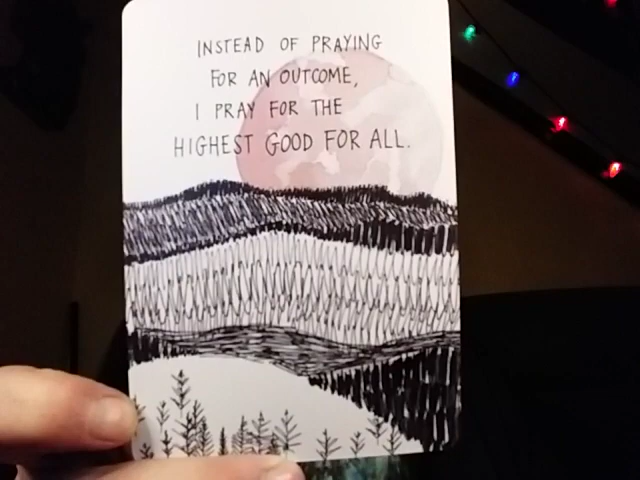 INSTEAD OF PRAYING
FOR AN OUTCOME,
I PRAY FOR THE
HIGHEST GOOD FOR ALL.